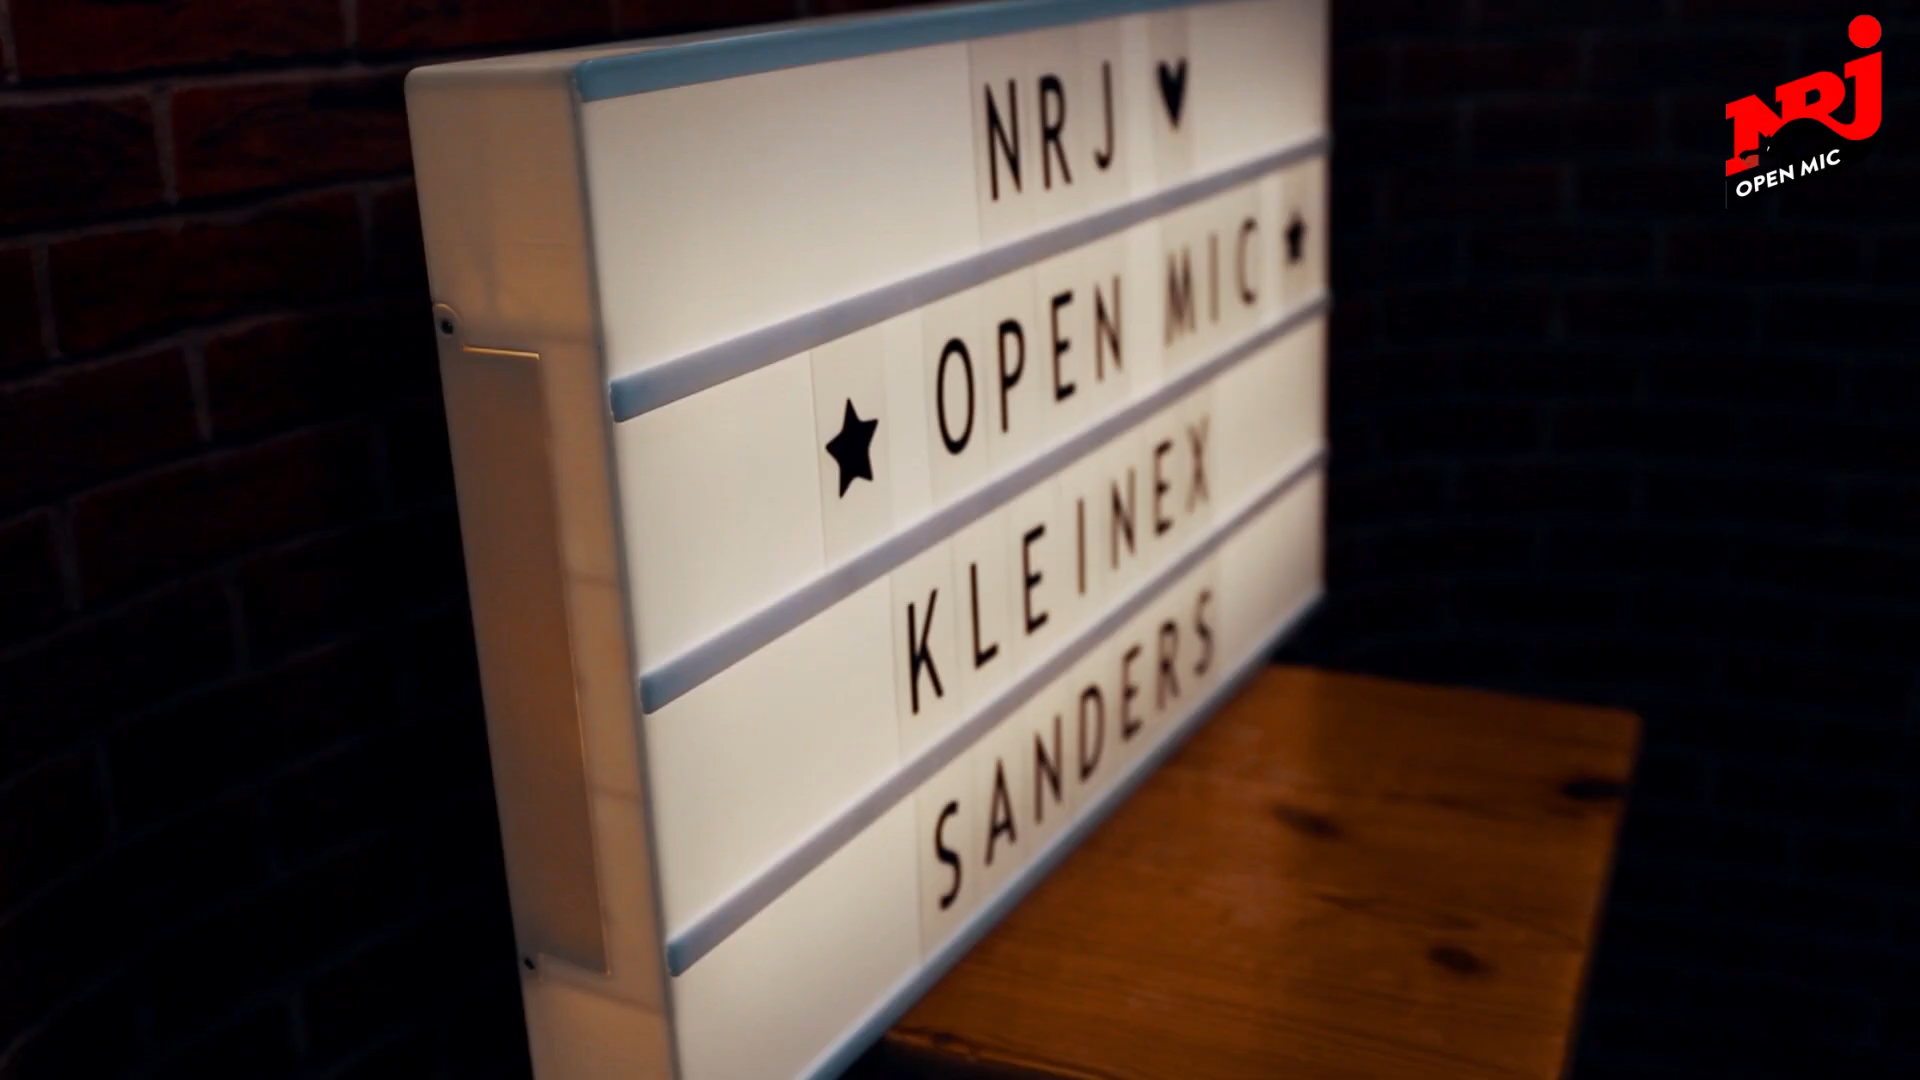 NRJ ♥
★ OPEN MIC ★
KLEINEX
SANDERS
NRJ
OPEN MIC